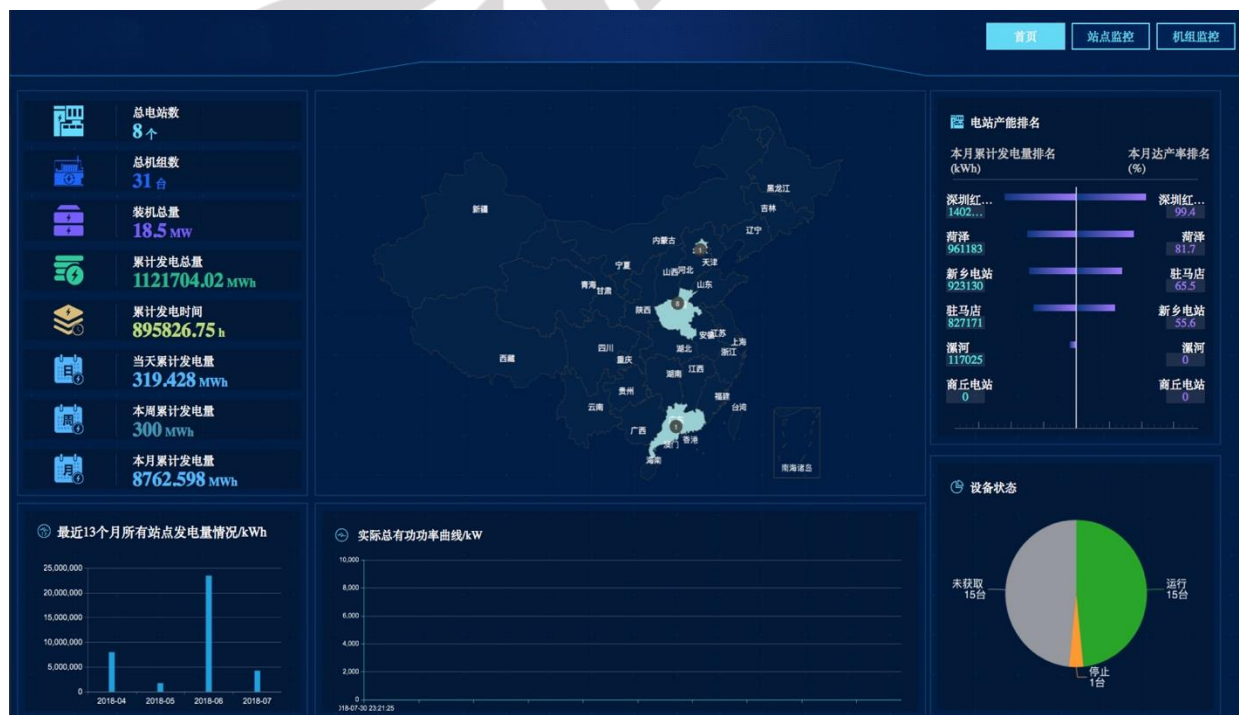 首页
站点监控
机组监控
总电站数
8 个
总机组数
31 台
装机总量
18.5 MW
累计发电总量
1121704.02 MWh
累计发电时间
895826.75 h
当天累计发电量
319.428 MWh
本周累计发电量
300 MWh
本月累计发电量
8762.598 MWh
日
周
月
黑龙江
吉林
辽宁
新疆
内蒙古
1
天津
宁夏
山西
河北
山东
青海
甘肃
6
陕西
安徽
江苏
上海
四川
湖北
浙江
西藏
重庆
湖南
江西
贵州
福建
云南
台湾
广西
1
香港
澳门
海南
南海诸岛
电站产能排名
本月累计发电量排名
(kWh)
本月达产率排名
(%)
深圳红...
1402...
深圳红...
99.4
菏泽
961183
菏泽
81.7
新乡电站
923130
驻马店
65.5
驻马店
827171
新乡电站
55.6
漯河
117025
漯河
0
商丘电站
0
商丘电站
0
最近13个月所有站点发电量情况/kWh
25,000,000
20,000,000
15,000,000
10,000,000
5,000,000
0
2018-04
2018-05
2018-06
2018-07
实际总有功功率曲线/kW
10,000
8,000
6,000
4,000
2,000
0
18-07-30 23:21:25
设备状态
未获取
15台
运行
15台
停止
1台